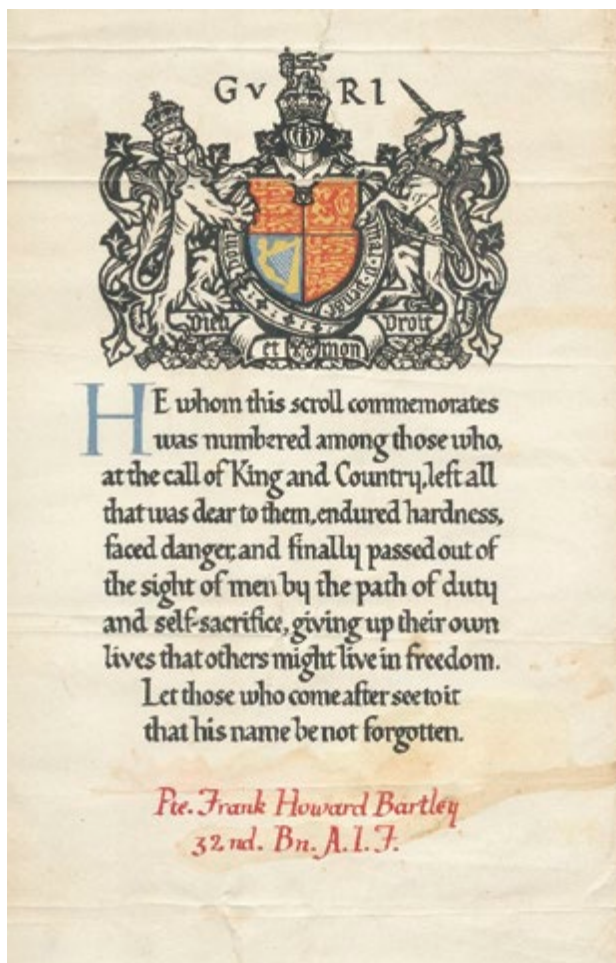 G V R I
Dieu Droit
et mon
HE whom this scroll commemorates
was numbered among those who,
at the call of King and Country, left all
that was dear to them, endured hardness,
faced danger, and finally passed out of
the sight of men by the path of duty
and self-sacrifice, giving up their own
lives that others might live in freedom.
Let those who come after see to it
that his name be not forgotten.
Pte. Frank Howard Bartley
32nd. Bn. A.I.F.